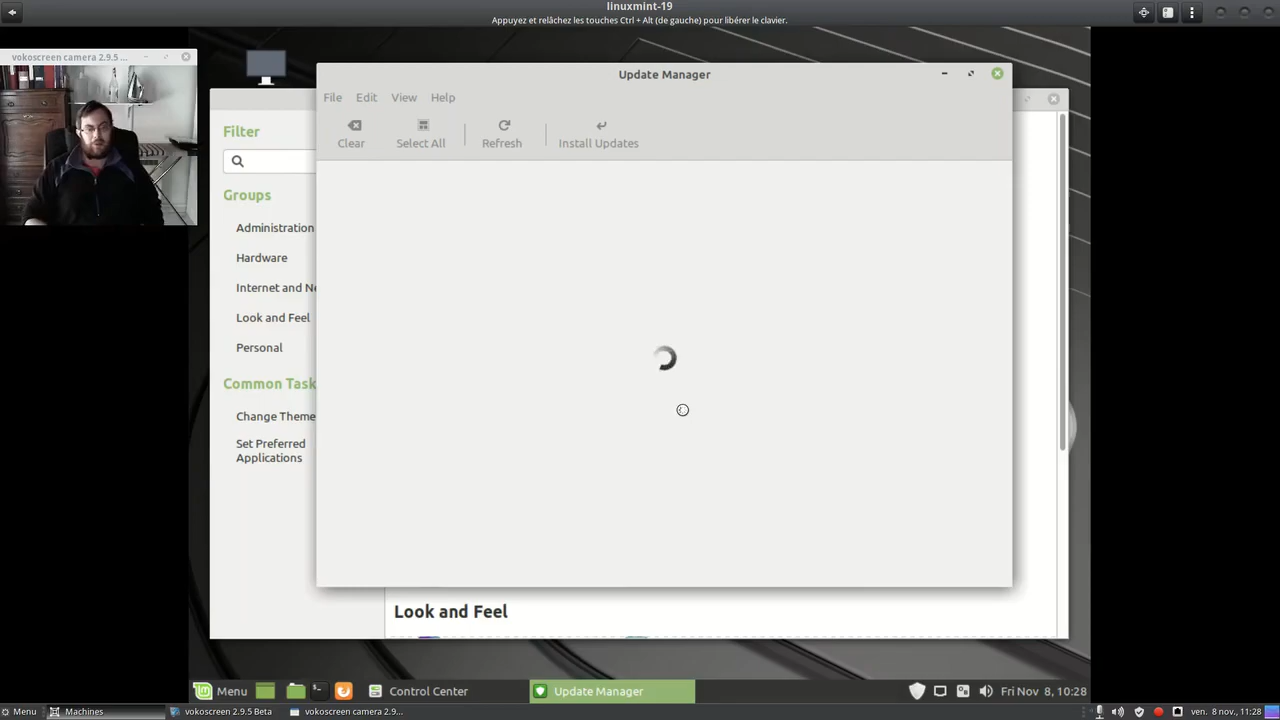 linuxmint-19
Appuyez et relâchez les touches Ctrl + Alt (de gauche) pour libérer le clavier.
vokoscreen camera 2.9.5 ...
Update Manager
File Edit View Help
Clear Select All Refresh Install Updates
Filter
Groups
Administration
Hardware
Internet and Ne
Look and Feel
Personal
Common Task
Change Theme
Set Preferred
Applications
Look and Feel
Menu Control Center Update Manager Fri Nov 8, 10:28
Menu Machines vokoscreen 2.9.5 Beta vokoscreen camera 2.9... ven. 8 nov., 11:28